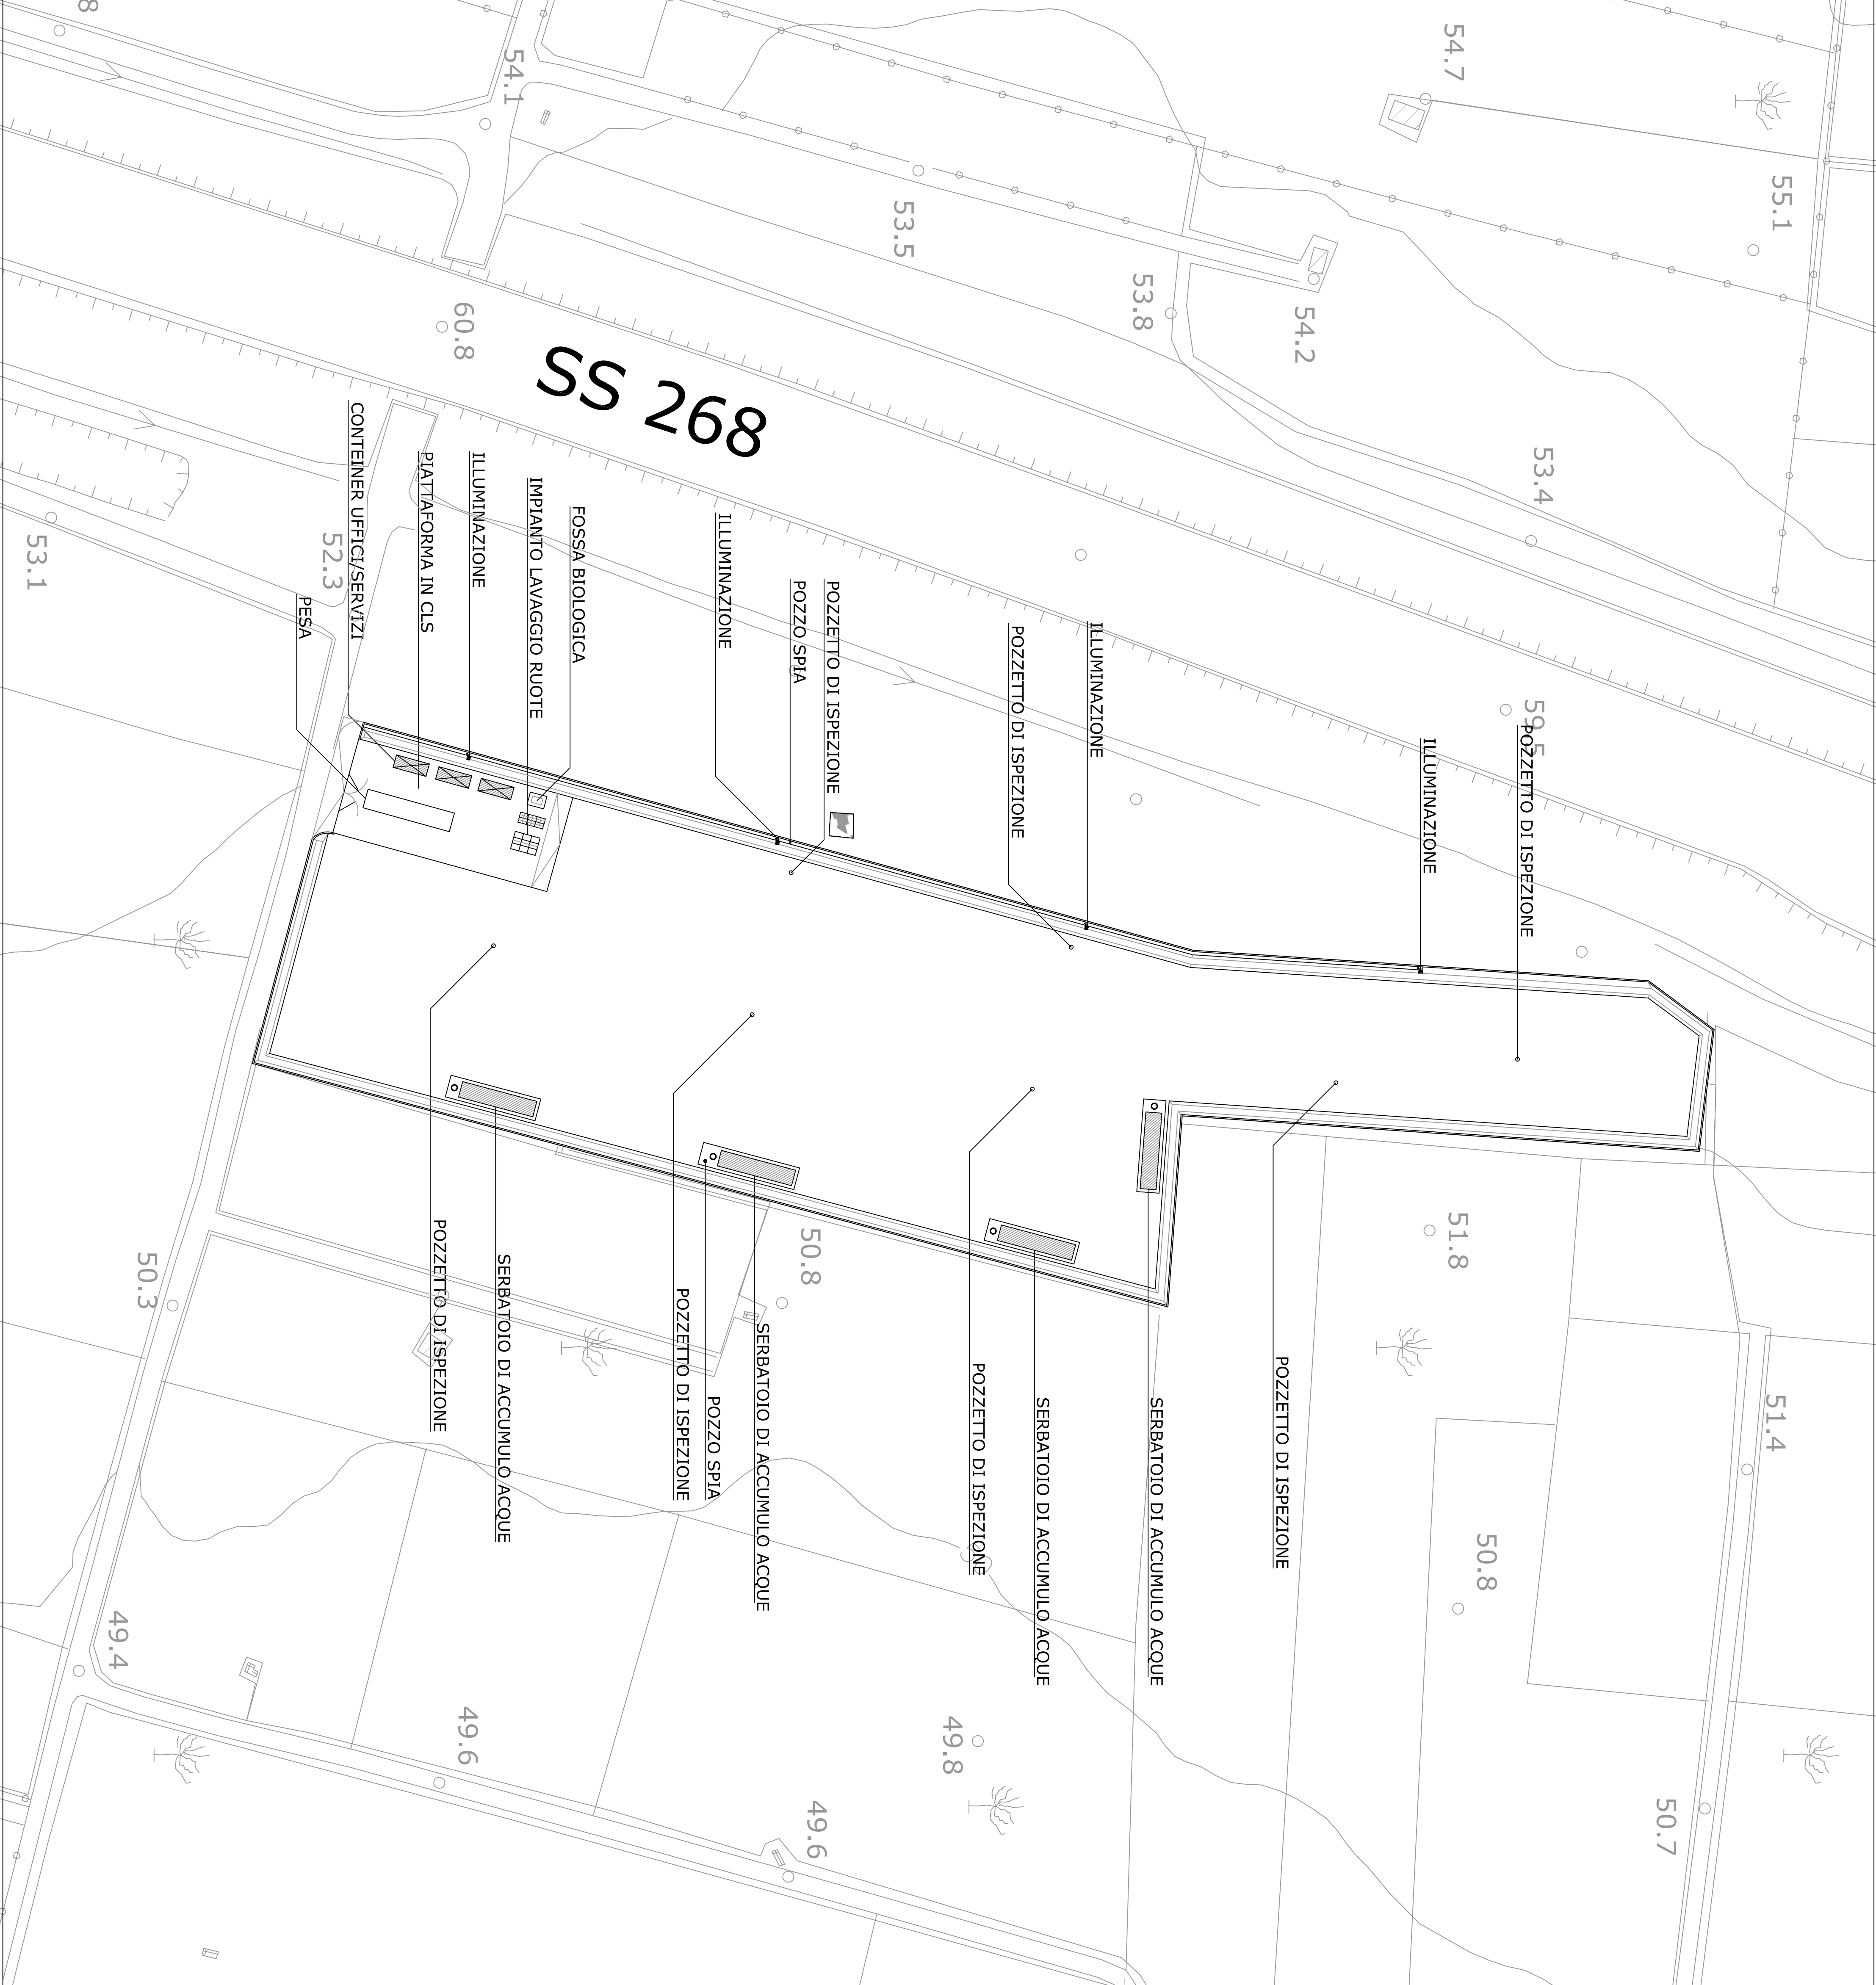 8
54.1
54.7
55.1
53.5
53.8
54.2
60.8
SS 268
53.4
53.1
52.3
CONTEINER UFFICI/SERVIZI
PIATTAFORMA IN CLS
ILLUMINAZIONE
IMPIANTO LAVAGGIO RUOTE
FOSSA BIOLOGICA
PESA
ILLUMINAZIONE
POZZO SPIA
POZZETTO DI ISPEZIONE
POZZETTO DI ISPEZIONE
ILLUMINAZIONE
59.5
ILLUMINAZIONE
POZZETTO DI ISPEZIONE
50.3
POZZETTO DI ISPEZIONE
SERBATOIO DI ACCUMULO ACQUE
POZZETTO DI ISPEZIONE
POZZO SPIA
SERBATOIO DI ACCUMULO ACQUE
50.8
POZZETTO DI ISPEZIONE
SERBATOIO DI ACCUMULO ACQUE
SERBATOIO DI ACCUMULO ACQUE
POZZETTO DI ISPEZIONE
51.8
51.4
50.8
49.4
49.6
49.8
49.6
50.7